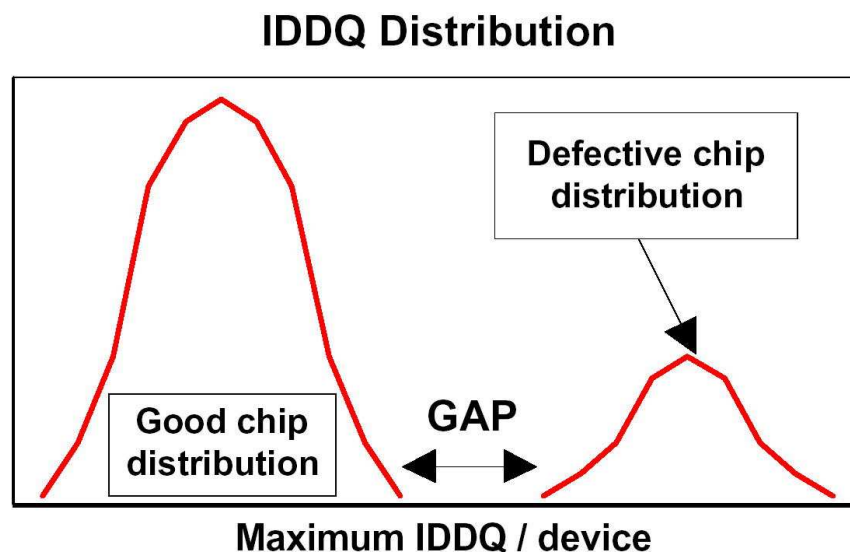 IDDQ Distribution
Defective chip
distribution
Good chip
distribution
GAP
Maximum IDDQ / device